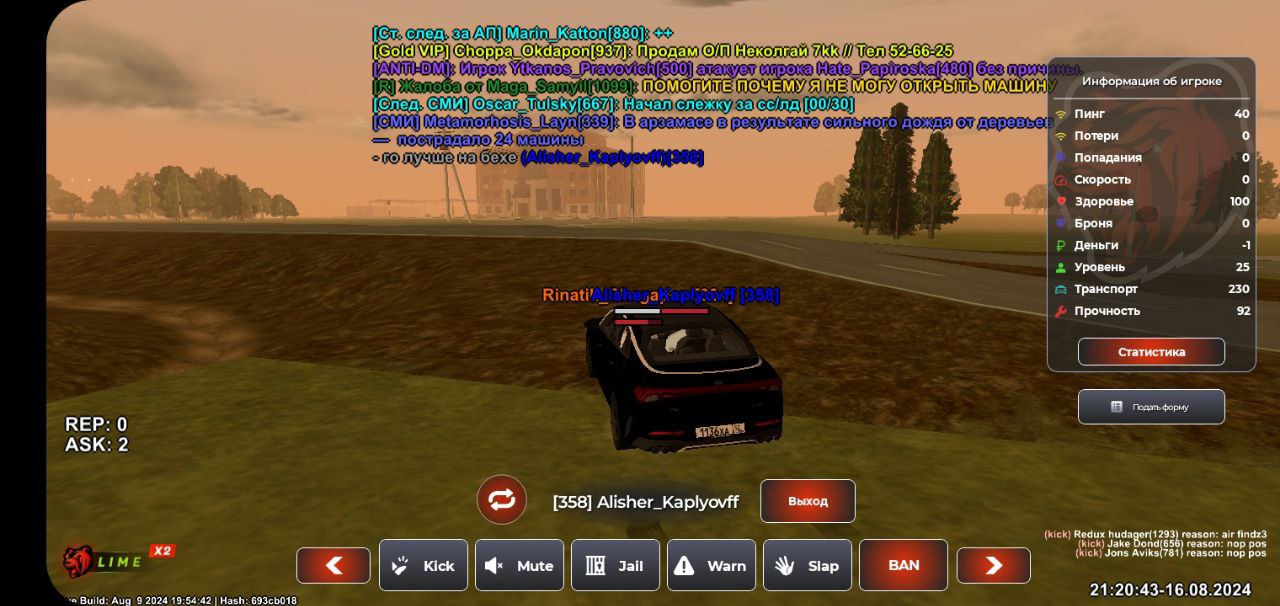 [Ст. след. за АП] Marin_Katton[880]: ++
[Gold VIP] Choppa_Okdapon[937]: Продам О/П Неколгай 7kk // Тел 52-66-25
[ANTI-DM]: Игрок Ytkanos_Pravovich[500] атакует игрока Hate_Papiroska[480] без причины.
[R] Жалоба от Maga_Samyii[1099]: ПОМОГИТЕ ПОЧЕМУ Я НЕ МОГУ ОТКРЫТЬ МАШИНУ
[След. СМИ] Oscar_Tulsky[667]: Начал слежку за сс/лд [00/30]
[СМИ] Metamorhosis_Layn[339]: В арзамасе в результате сильного дождя от деревьев
— пострадало 24 машины
- го лучше на бехе (Alisher_Kaplyovff)[358]
Информация об игроке
Пинг 40
Потери 0
Попадания 0
Скорость 0
Здоровье 100
Броня 0
Деньги -1
Уровень 25
Транспорт 230
Прочность 92
Статистика
Подать форму
Alisher_Kaplyovff [358]
1136XA
REP: 0
ASK: 2
[358] Alisher_Kaplyovff
Выход
LIME X2
Kick
Mute
Jail
Warn
Slap
BAN
(kick) Redux hudager(1293) reason: air findz3
(kick) Jake Dond(656) reason: nop pos
(kick) Jons Aviks(781) reason: nop pos
21:20:43-16.08.2024
Build: Aug 9 2024 19:54:42 | Hash: 693cb018